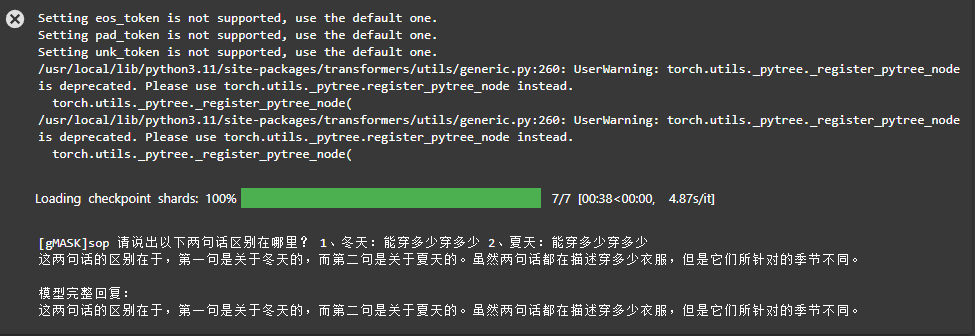 Setting eos_token is not supported, use the default one.
Setting pad_token is not supported, use the default one.
Setting unk_token is not supported, use the default one.
/usr/local/lib/python3.11/site-packages/transformers/utils/generic.py:260: UserWarning: torch.utils._pytree._register_pytree_node
is deprecated. Please use torch.utils._pytree.register_pytree_node instead.
  torch.utils._pytree._register_pytree_node(
/usr/local/lib/python3.11/site-packages/transformers/utils/generic.py:260: UserWarning: torch.utils._pytree._register_pytree_node
is deprecated. Please use torch.utils._pytree.register_pytree_node instead.
  torch.utils._pytree._register_pytree_node(
Loading checkpoint shards: 100% 7/7 [00:38<00:00, 4.87s/it]
[gMASK]sop 请说出以下两句话区别在哪里? 1、冬天：能穿多少穿多少 2、夏天：能穿多少穿多少
这两句话的区别在于，第一句是关于冬天的，而第二句是关于夏天的。虽然两句话都在描述穿多少衣服，但是它们所针对的季节不同。
模型完整回复：
这两句话的区别在于，第一句是关于冬天的，而第二句是关于夏天的。虽然两句话都在描述穿多少衣服，但是它们所针对的季节不同。